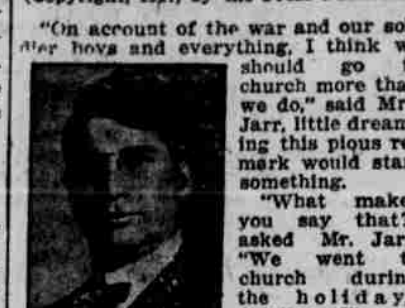 "On account of the war and our so
dier boys and everything, I think w
should go t
church more tha
we do," said Mr
Jarr, little dream
ing this pious re
mark would star
something.
"What make
you say that?
asked Mr. Jar
"We went t
church durin
the holiday